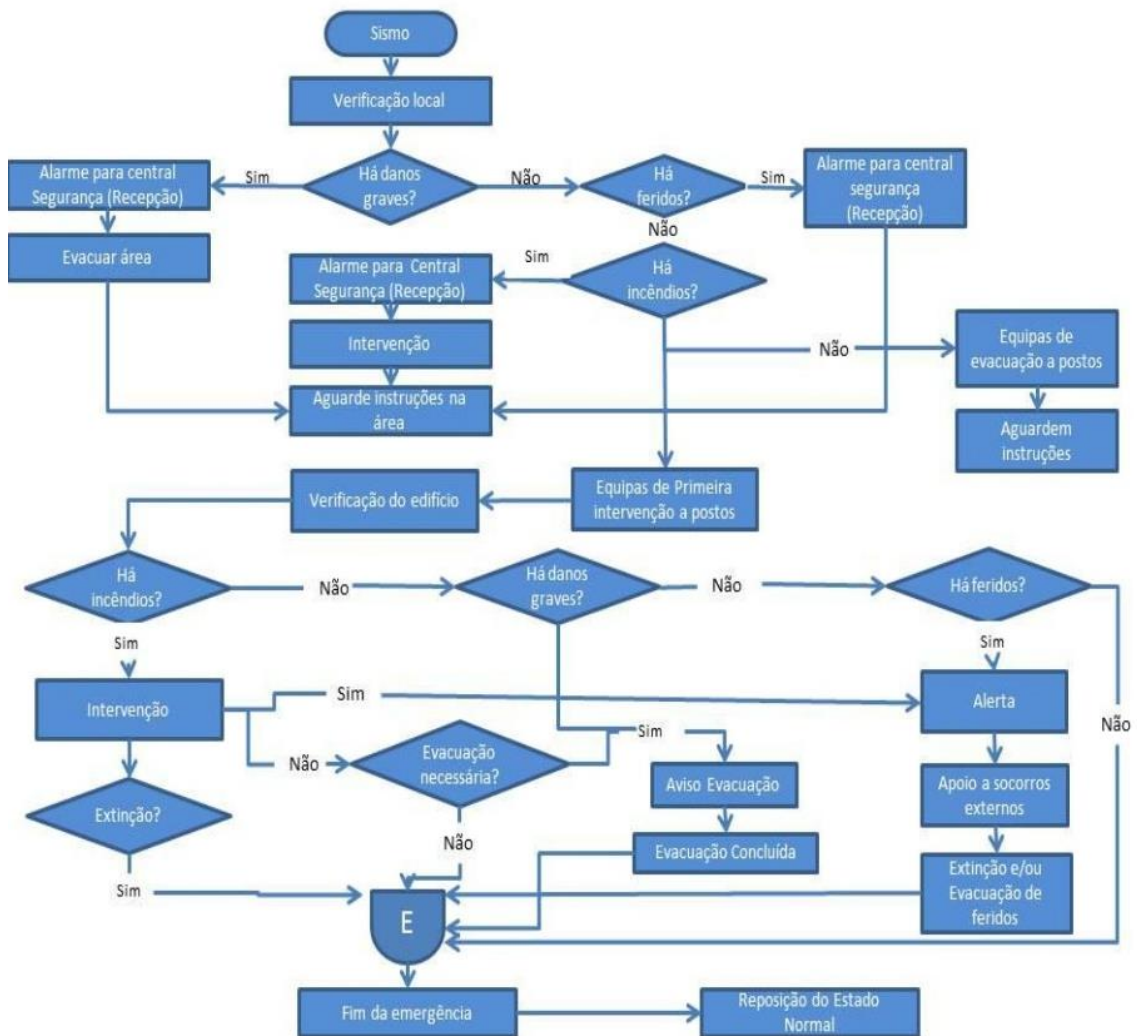 Sismo
Verificação local
Há danos
graves?
Sim
Não
Há
feridos?
Sim
Alarme para central
Segurança (Recepção)
Alarme para central
segurança
(Recepção)
Evacuar área
Não
Há
incêndios?
Sim
Alarme para Central
Segurança (Recepção)
Intervenção
Aguarde instruções na
área
Não
Equipas de
evacuação a postos
Aguardem
instruções
Equipas de Primeira
intervenção a postos
Verificação do edifício
Há
incêndios?
Não
Há danos
graves?
Não
Há feridos?
Sim
Sim
Não
Intervenção
Sim
Alerta
Não
Evacuação
necessária?
Sim
Aviso Evacuação
Apoio a socorros
externos
Extinção?
Não
Evacuação Concluída
Extinção e/ou
Evacuação de
feridos
Sim
E
Fim da emergência
Reposição do Estado
Normal